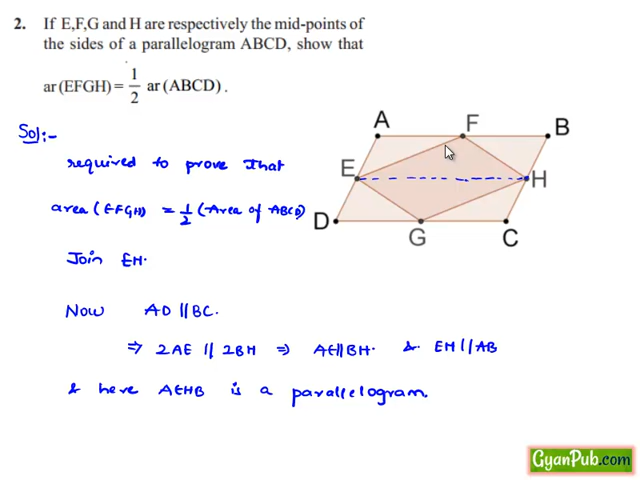 2. If E,F,G and H are respectively the mid-points of
the sides of a parallelogram ABCD, show that
ar (EFGH) = 1/2 ar (ABCD) .
Sol:-
required to prove that
area (EFGH) = 1/2 (Area of ABCD)
Join EH.
Now AD || BC.
⇒ 2AE // 2BH ⇒ AE||BH. & EH || AB
& here AEHB is a parallelogram.
A F B
E H
D G C
GyanPub.com